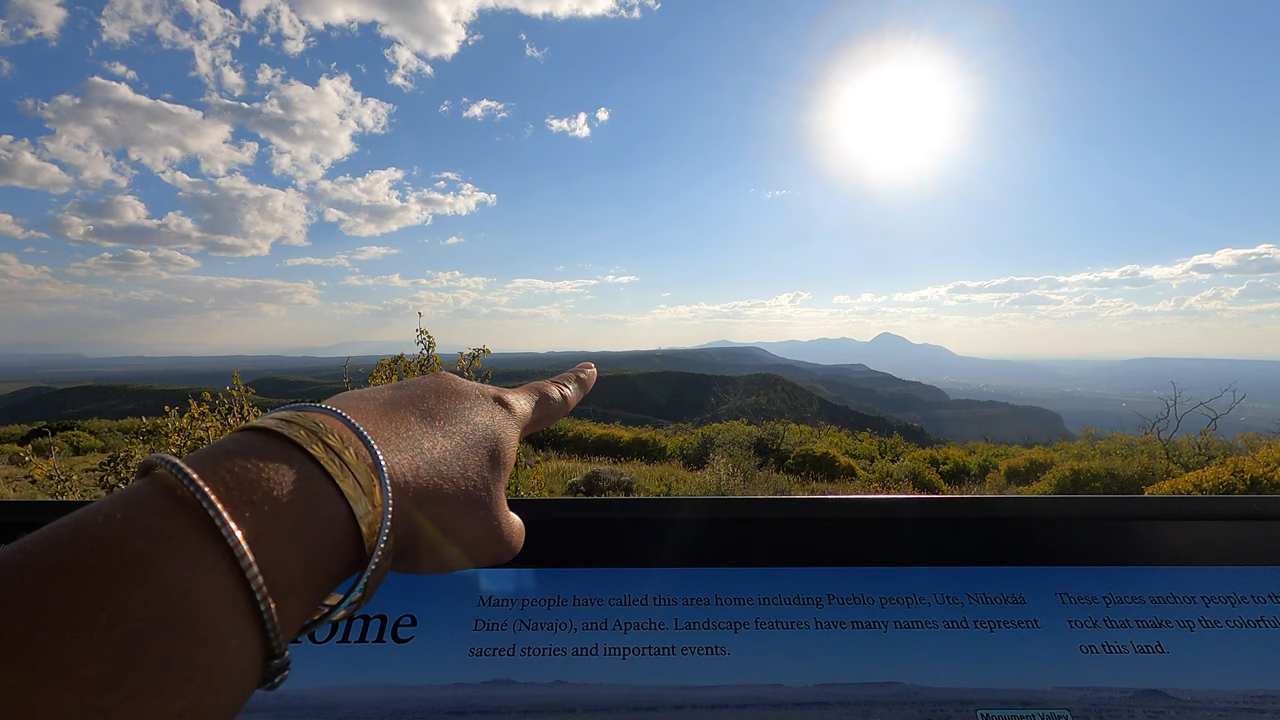 ome
Many people have called this area home including Pueblo people, Ute, Nihokáá
Diné (Navajo), and Apache. Landscape features have many names and represent
sacred stories and important events.
These places anchor people to th
rock that make up the colorful
on this land.
Monument Valley